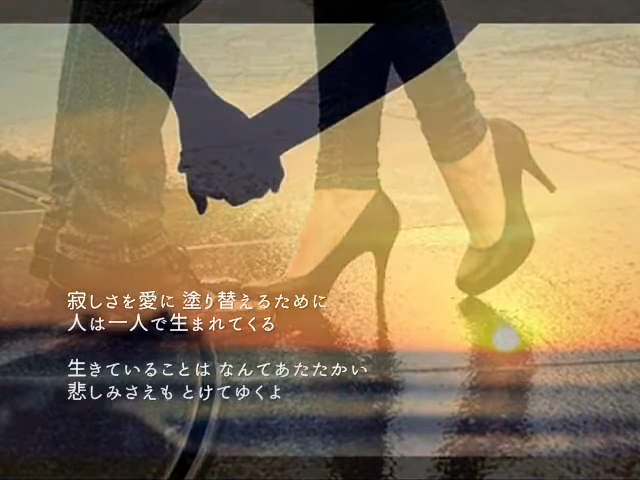 寂しさを愛に 塗り替えるために
人は一人で生まれてくる
生きていることは なんてあたたかい
悲しみさえも とけてゆくよ